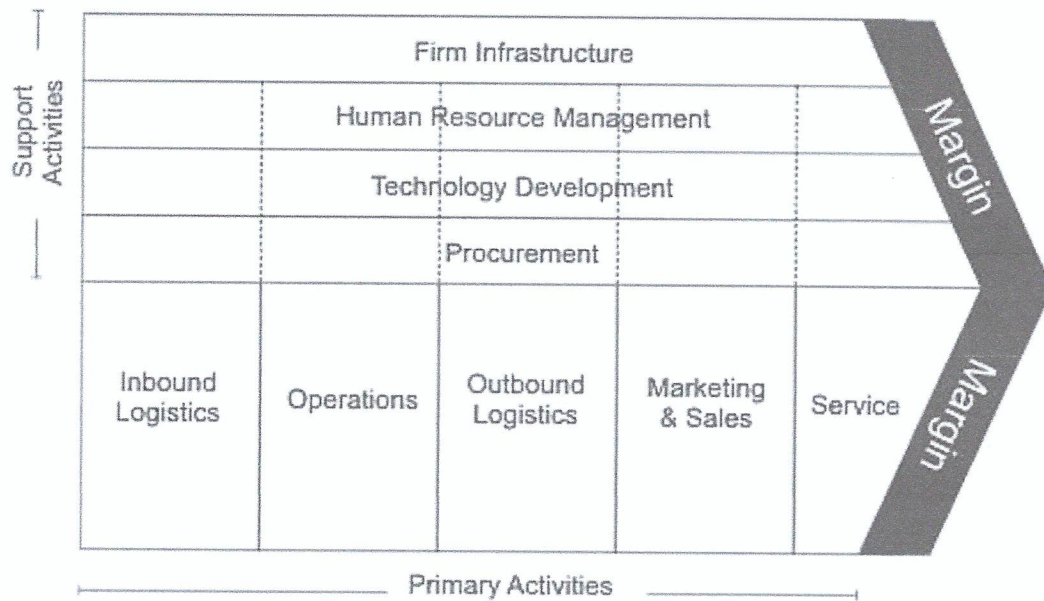 Support
Activities
Firm Infrastructure
Human Resource Management
Technology Development
Procurement
Margin
Inbound
Logistics
Operations
Outbound
Logistics
Marketing
& Sales
Service
Margin
Primary Activities